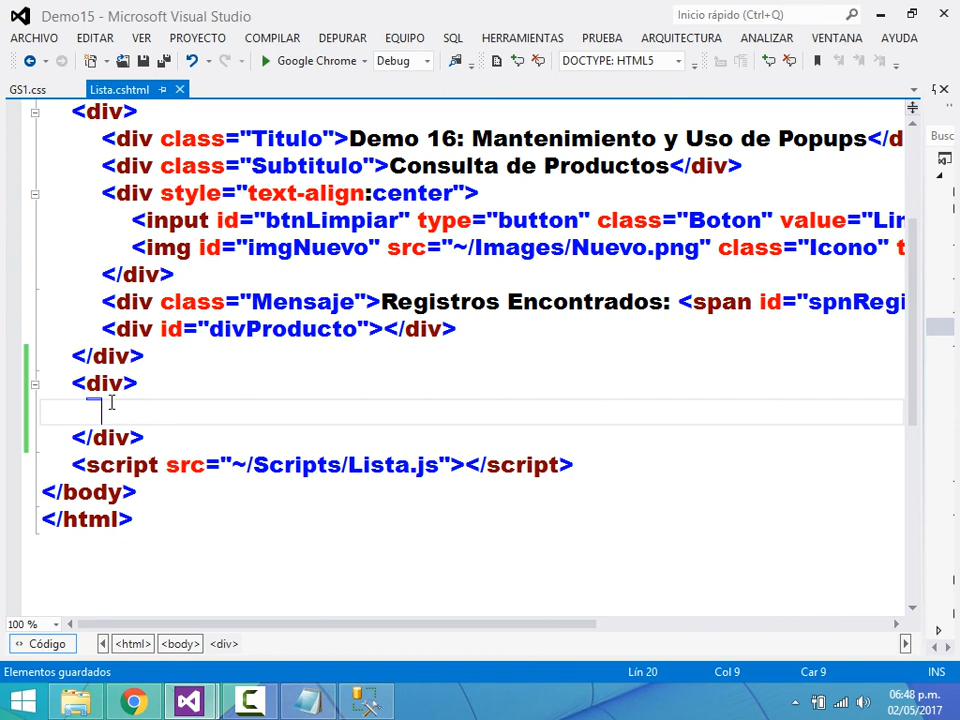 Demo15 - Microsoft Visual Studio
Inicio rápido (Ctrl+Q)
ARCHIVO EDITAR VER PROYECTO COMPILAR DEPURAR EQUIPO SQL HERRAMIENTAS PRUEBA ARQUITECTURA ANALIZAR VENTANA AYUDA
Google Chrome Debug DOCTYPE: HTML5
GS1.css Lista.cshtml
Busc
<div>
<div class="Titulo">Demo 16: Mantenimiento y Uso de Popups</d
<div class="Subtitulo">Consulta de Productos</div>
<div style="text-align:center">
<input id="btnLimpiar" type="button" class="Boton" value="Lin
<img id="imgNuevo" src="~/Images/Nuevo.png" class="Icono" t
</div>
<div class="Mensaje">Registros Encontrados: <span id="spnRegi
<div id="divProducto"></div>
</div>
<div>
</div>
<script src="~/Scripts/Lista.js"></script>
</body>
</html>
100 %
Código <html> <body> <div>
Elementos guardados Lín 20 Col 9 Car 9 INS
06:48 p.m.
02/05/2017